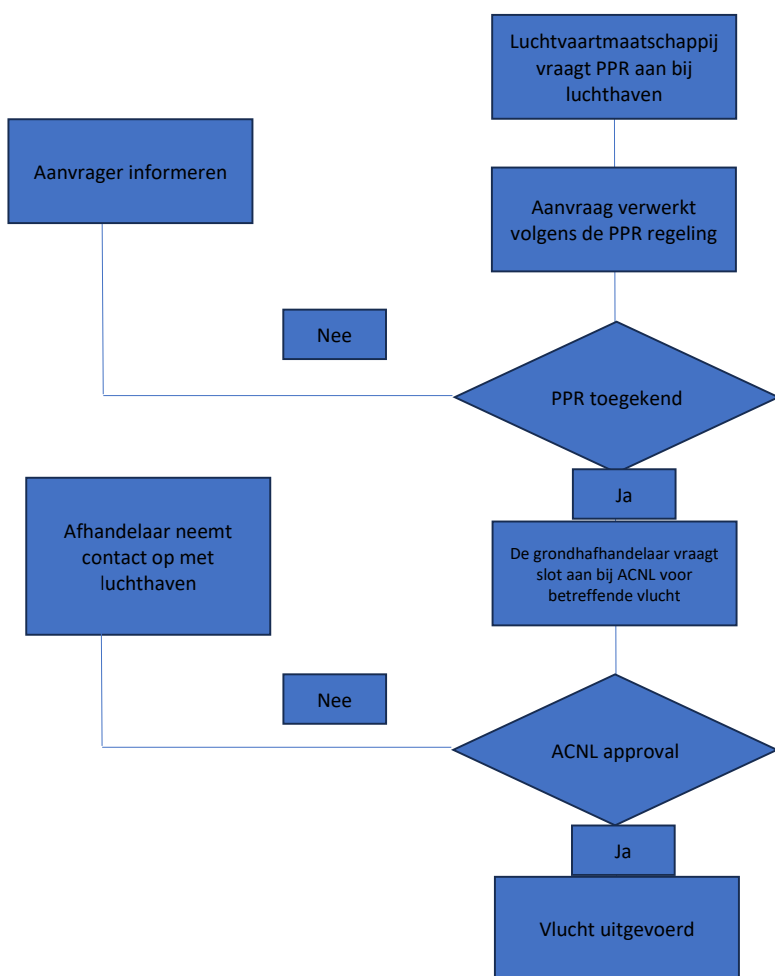 Luchtvaartmaatschappij
vraagt PPR aan bij
luchthaven
Aanvrager informeren
Aanvraag verwerkt
volgens de PPR regeling
Nee
PPR toegekend
Ja
Afhandelaar neemt
contact op met
luchthaven
De grondhafhandelaar vraagt
slot aan bij ACNL voor
betreffende vlucht
Nee
ACNL approval
Ja
Vlucht uitgevoerd